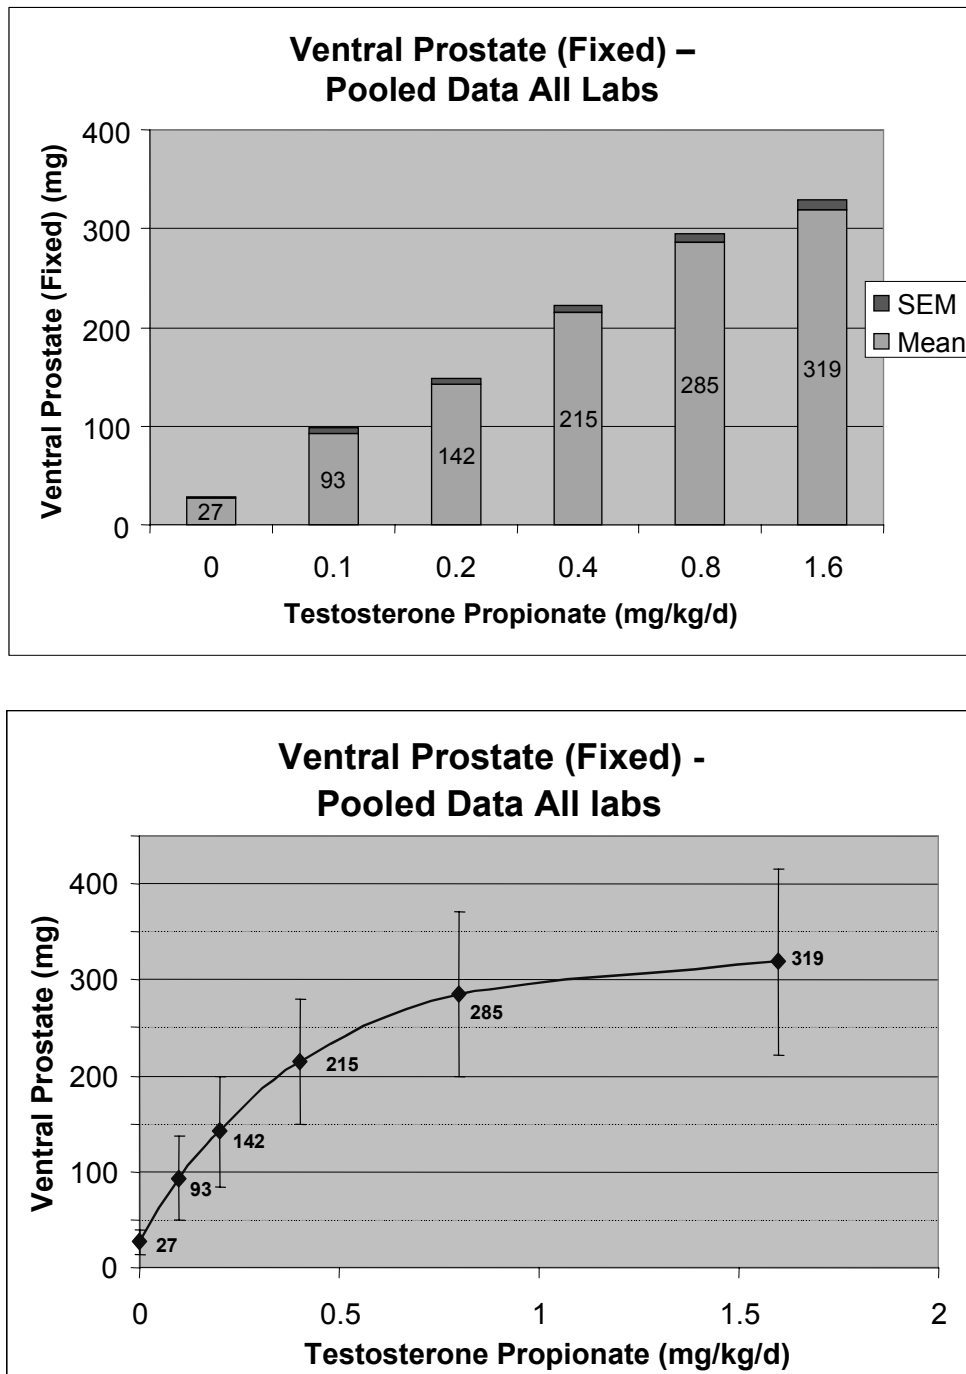 Ventral Prostate (Fixed) –
Pooled Data All Labs
Ventral Prostate (Fixed) (mg)
400
300
200
100
0
27
93
142
215
285
319
SEM
Mean
0 0.1 0.2 0.4 0.8 1.6
Testosterone Propionate (mg/kg/d)
Ventral Prostate (Fixed) -
Pooled Data All labs
Ventral Prostate (mg)
400
300
200
100
0
27
93
142
215
285
319
0 0.5 1 1.5 2
Testosterone Propionate (mg/kg/d)